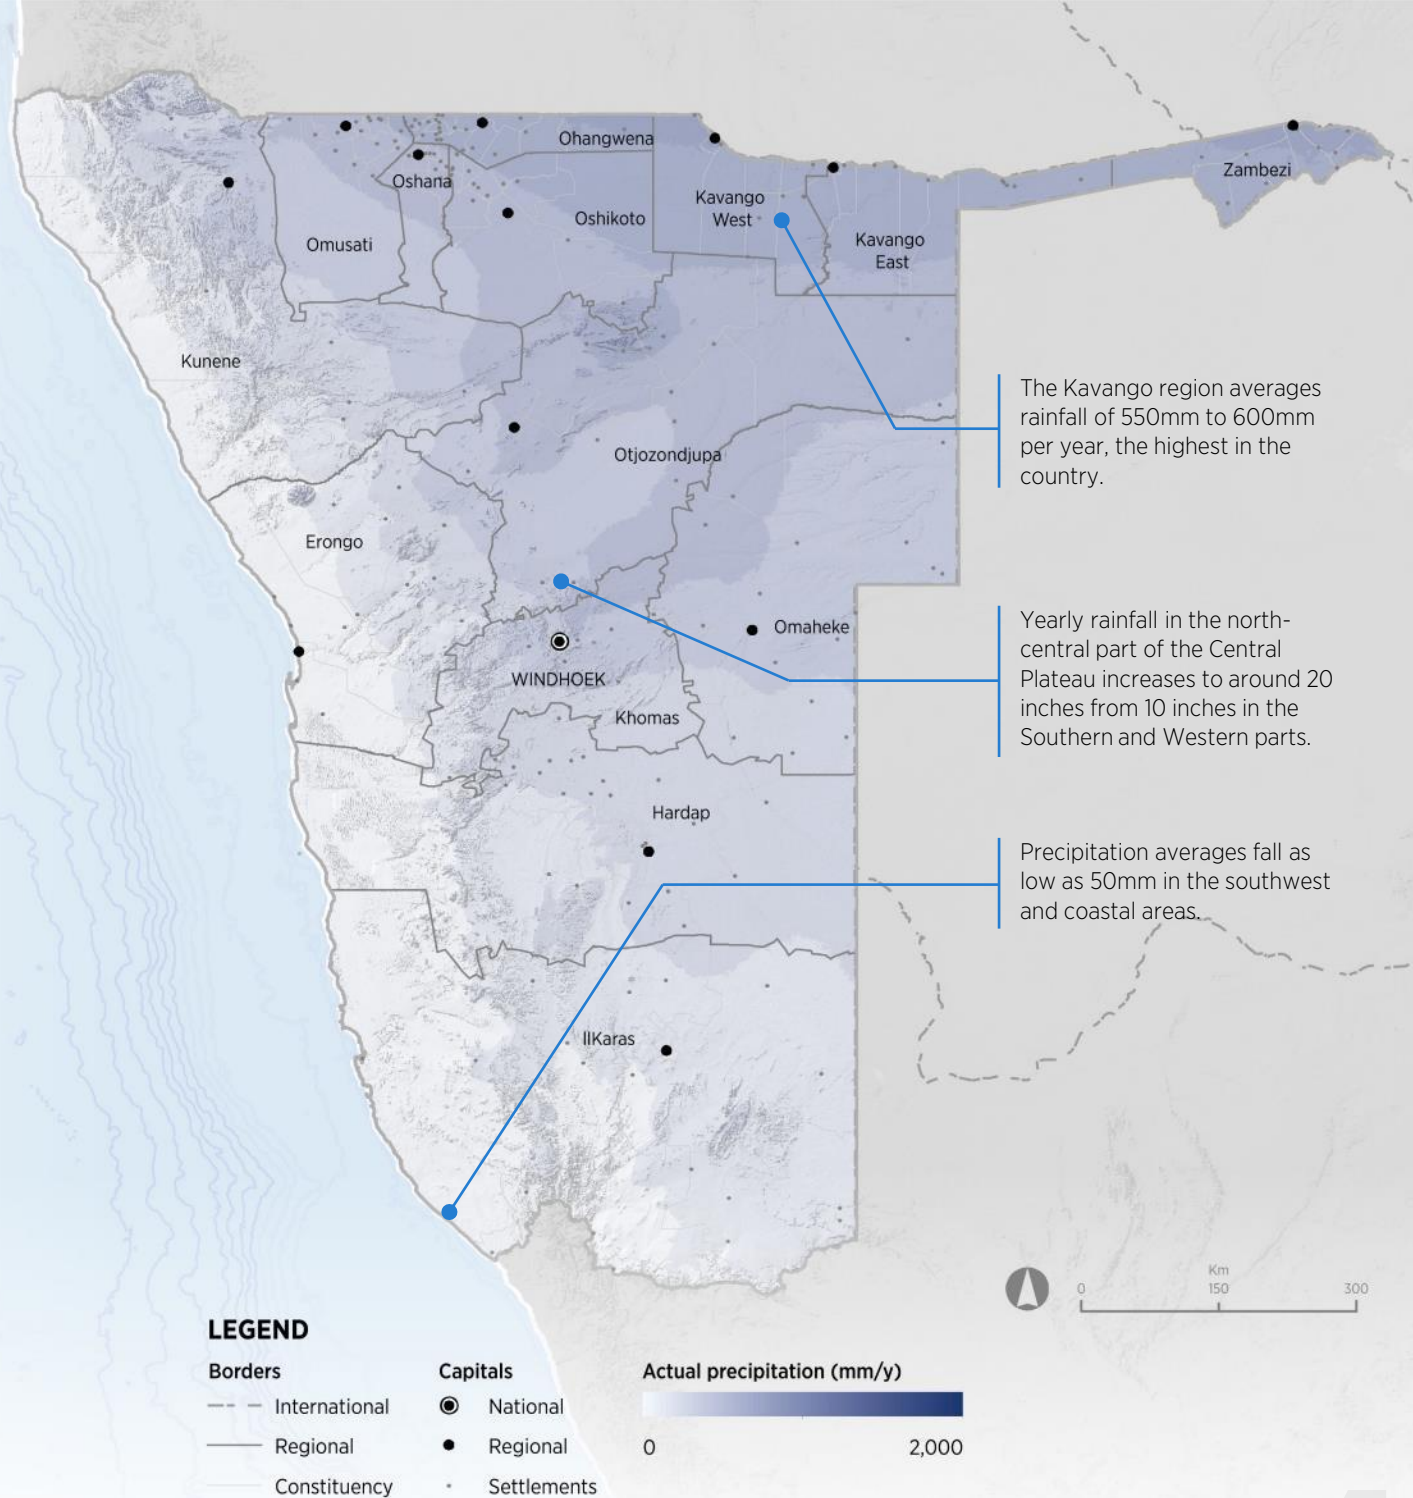 Ohangwena
Zambezi
Oshana
Kavango
West
Oshikoto
Omusati
Kavango
East
Kunene
The Kavango region averages
rainfall of 550mm to 600mm
per year, the highest in the
country.
Otjozondjupa
Erongo
Yearly rainfall in the north-
central part of the Central
Plateau increases to around 20
inches from 10 inches in the
Southern and Western parts.
Omaheke
WINDHOEK
Khomas
Hardap
Precipitation averages fall as
low as 50mm in the southwest
and coastal areas.
IIKaras
Km
0 150 300
LEGEND
Borders
International
Regional
Constituency
Capitals
National
Regional
Settlements
Actual precipitation (mm/y)
0 2,000